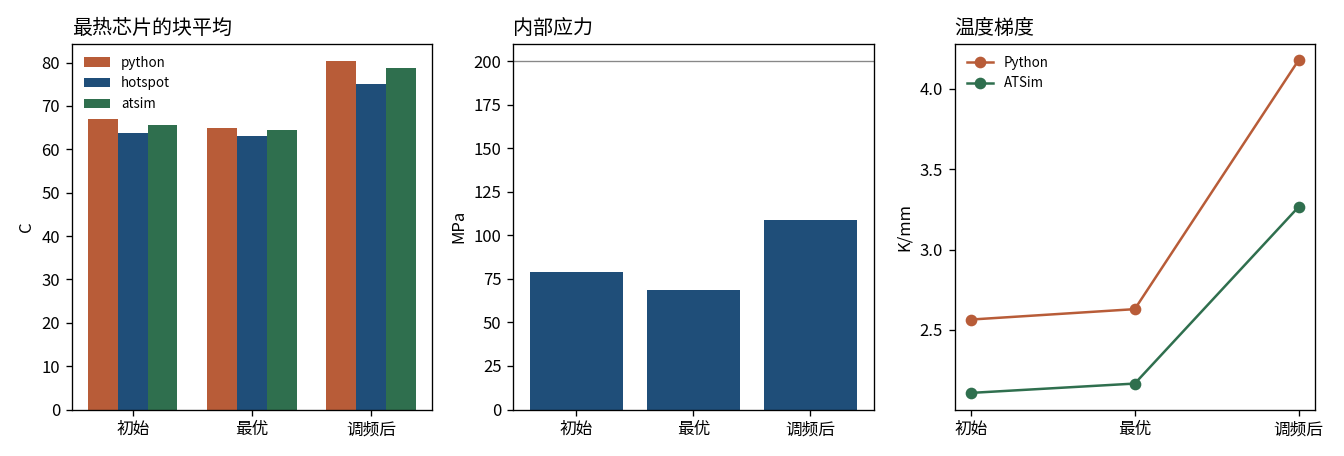 最热芯片的块平均
80
70
60
50
40
30
20
10
0
C
python
hotspot
atsim
初始
最优
调频后
内部应力
200
175
150
125
100
75
50
25
0
MPa
初始
最优
调频后
温度梯度
4.0
3.5
3.0
2.5
K/mm
Python
ATSim
初始
最优
调频后